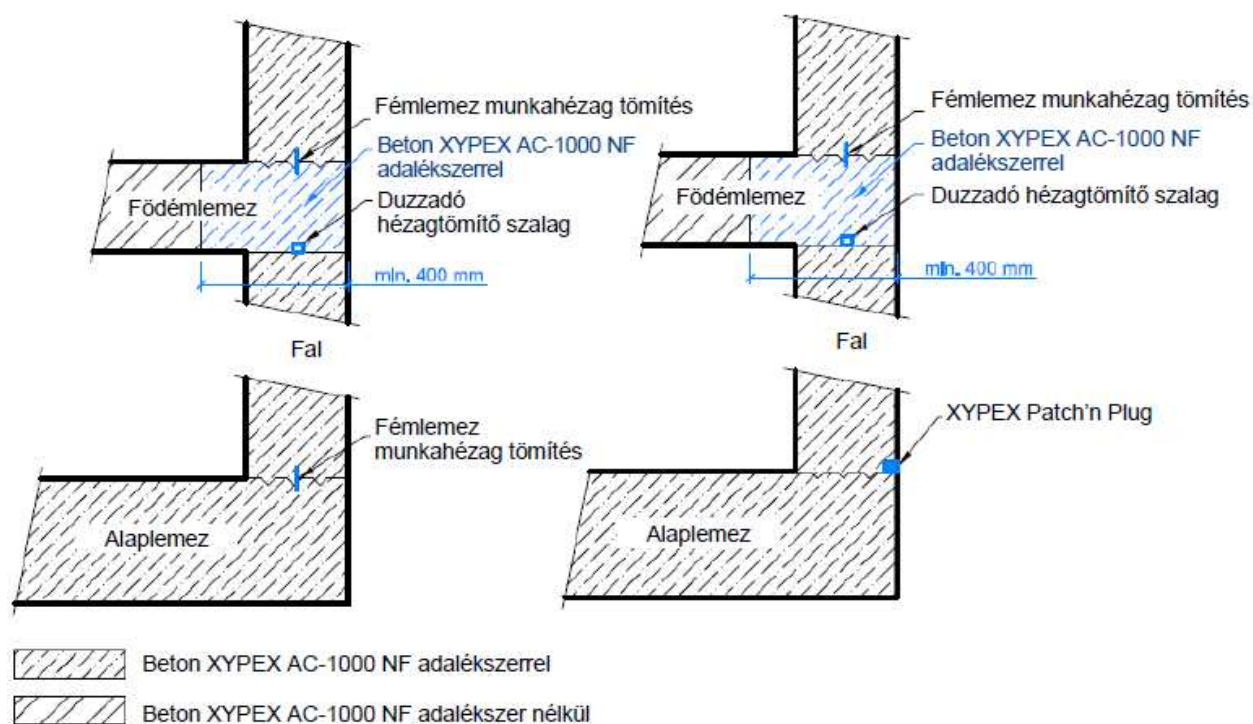 Fémlemez munkahézag tömítés
Beton XYPEX AC-1000 NF
adalékszerrel
Födémlemez
Duzzadó
hézagtömítő szalag
min. 400 mm
Fal
Fémlemez munkahézag tömítés
Beton XYPEX AC-1000 NF
adalékszerrel
Födémlemez
Duzzadó hézagtömítő szalag
min. 400 mm
Fal
Fémlemez
munkahézag tömítés
Alaplemez
XYPEX Patch'n Plug
Alaplemez
Beton XYPEX AC-1000 NF adalékszerrel
Beton XYPEX AC-1000 NF adalékszer nélkül